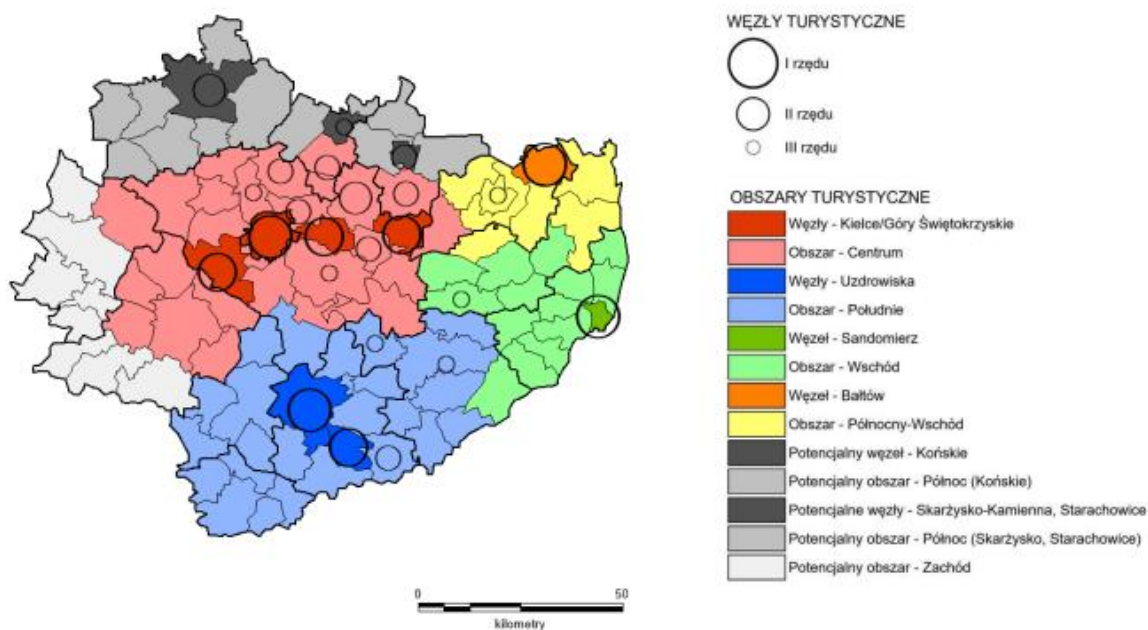 WĘZŁY TURYSTYCZNE
I rzędu
II rzędu
III rzędu
OBSZARY TURYSTYCZNE
Węzły - Kielce/Góry Świętokrzyskie
Obszar - Centrum
Węzły - Uzdrowiska
Obszar - Południe
Węzeł - Sandomierz
Obszar - Wschód
Węzeł - Bałtów
Obszar - Północny-Wschód
Potencjalny węzeł - Końskie
Potencjalny obszar - Północ (Końskie)
Potencjalne węzły - Skarżysko-Kamienna, Starachowice
Potencjalny obszar - Północ (Skarżysko, Starachowice)
Potencjalny obszar - Zachód
0 50
kilometry